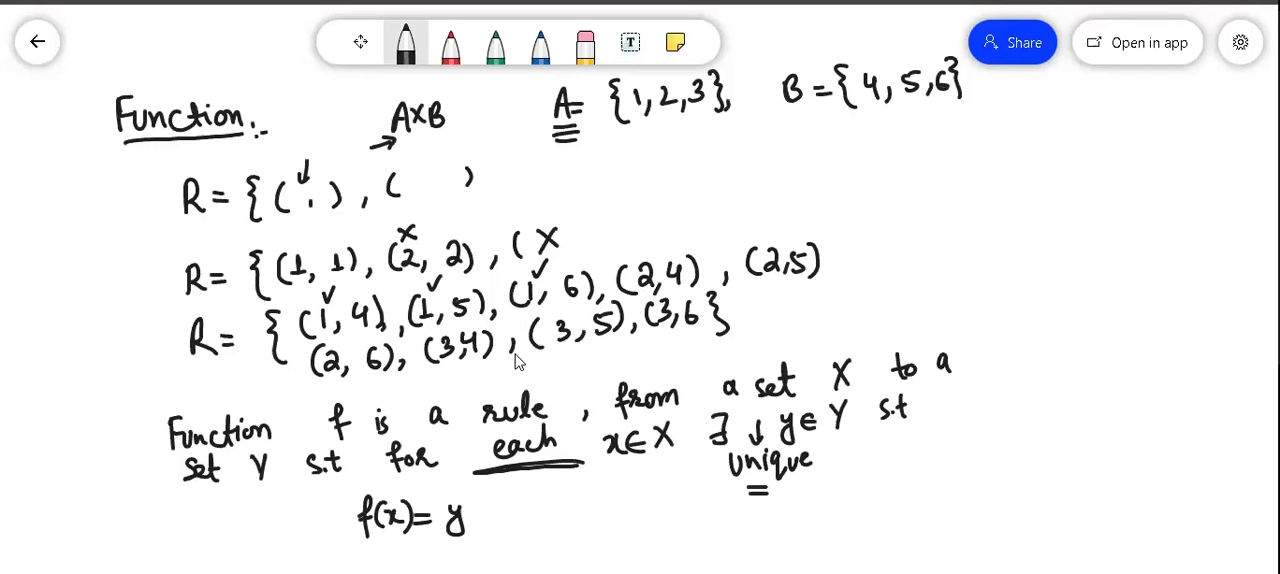 Share
Open in app
Function :-
A×B
A= {1,2,3}, B={4,5,6}
R= {( . ), ( )
R= {(1, 1), (2, 2), (
R= {(1, 4), (1, 5), (1, 6), (2,4), (2,5)
(2, 6), (3,4), (3,5), (3,6}
Function f is a rule, from a set X to a
set Y s.t for each x∈X ∃ y∈Y s.t
unique
f(x)= y